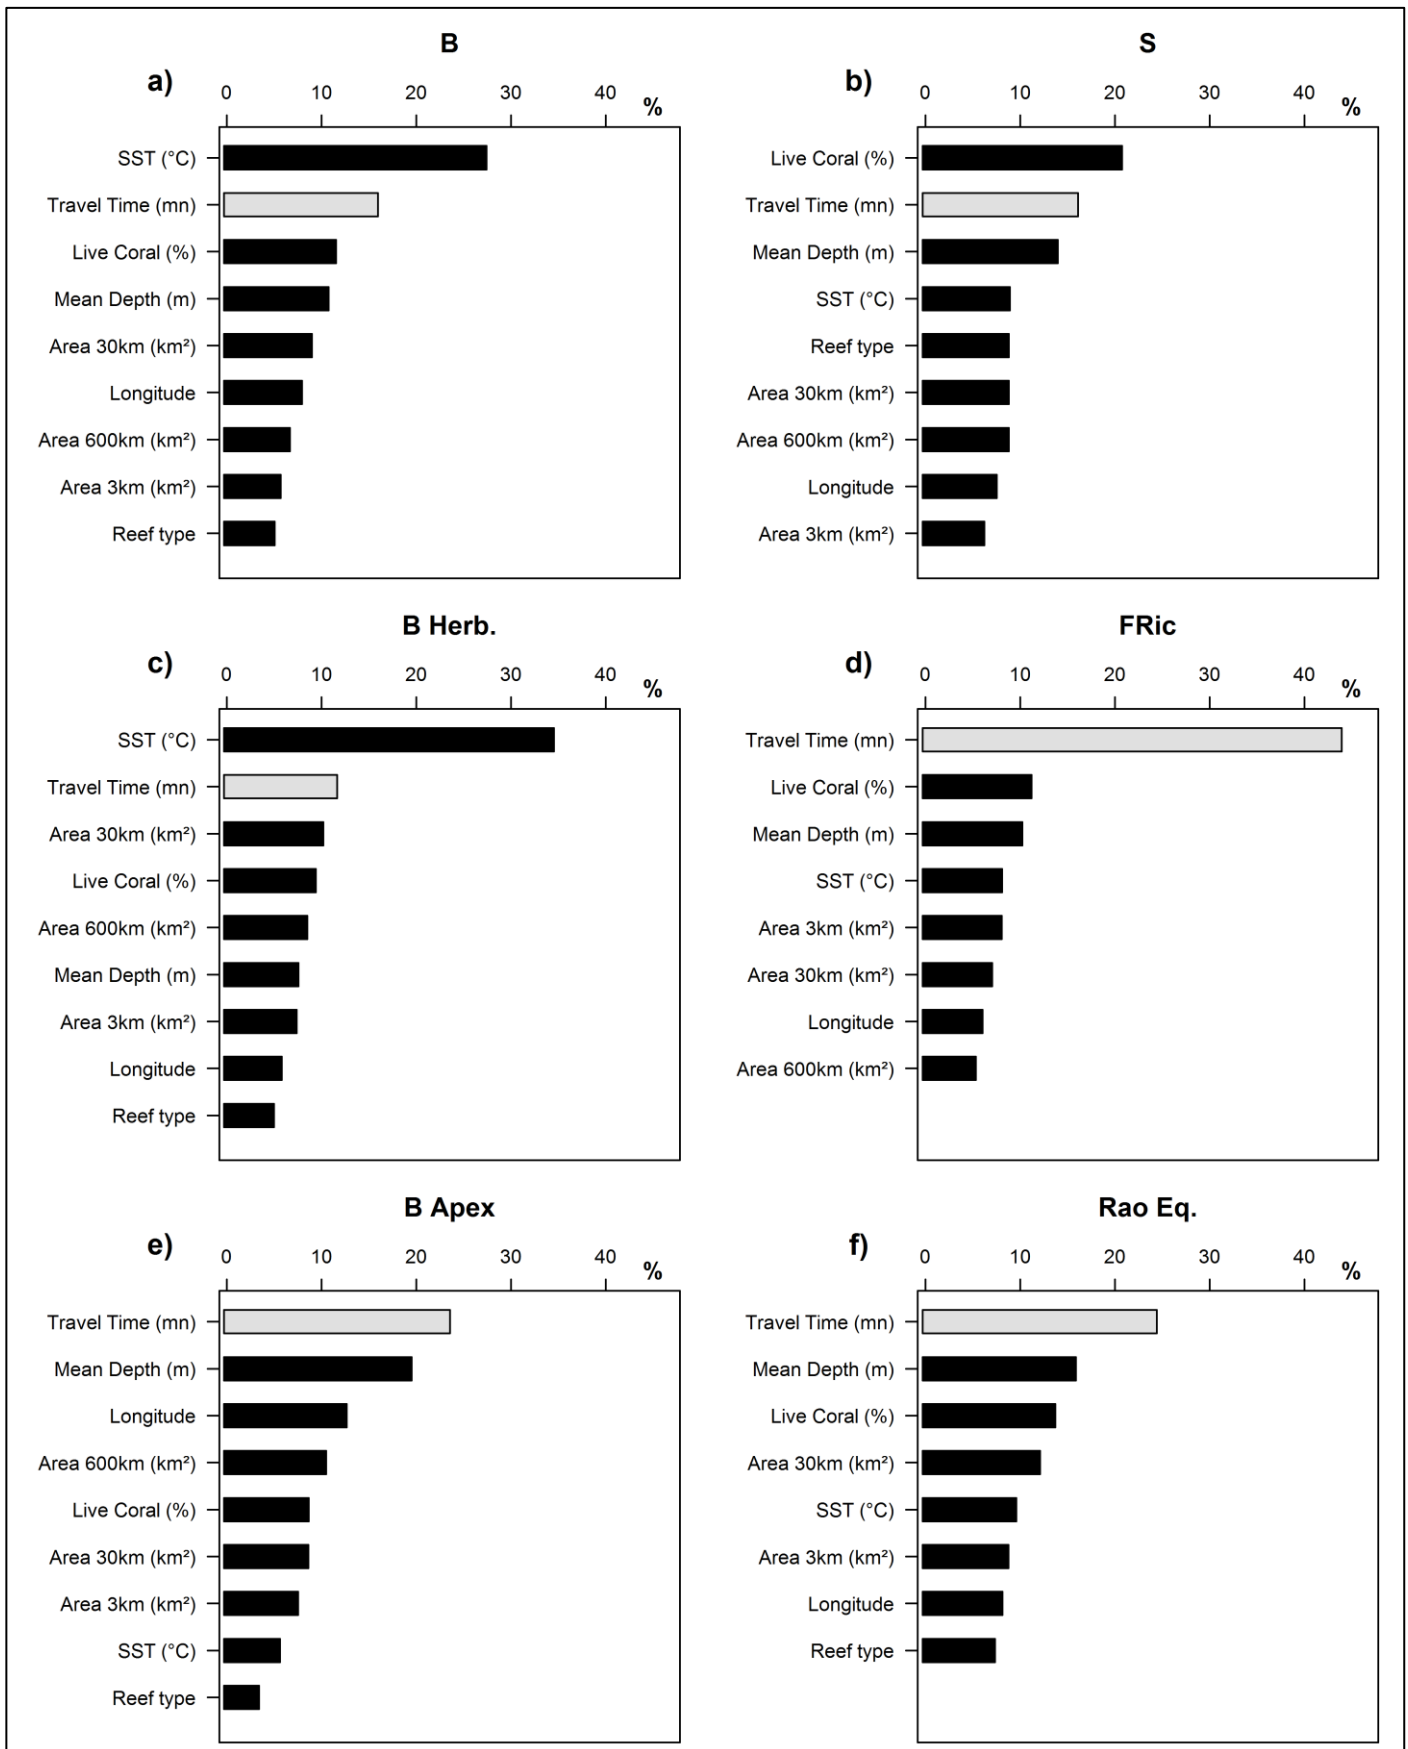 B
a)
0 10 20 30 40 %
SST (°C)
Travel Time (mn)
Live Coral (%)
Mean Depth (m)
Area 30km (km²)
Longitude
Area 600km (km²)
Area 3km (km²)
Reef type
S
b)
0 10 20 30 40 %
Live Coral (%)
Travel Time (mn)
Mean Depth (m)
SST (°C)
Reef type
Area 30km (km²)
Area 600km (km²)
Longitude
Area 3km (km²)
B Herb.
c)
0 10 20 30 40 %
SST (°C)
Travel Time (mn)
Area 30km (km²)
Live Coral (%)
Area 600km (km²)
Mean Depth (m)
Area 3km (km²)
Longitude
Reef type
FRic
d)
0 10 20 30 40 %
Travel Time (mn)
Live Coral (%)
Mean Depth (m)
SST (°C)
Area 3km (km²)
Area 30km (km²)
Longitude
Area 600km (km²)
B Apex
e)
0 10 20 30 40 %
Travel Time (mn)
Mean Depth (m)
Longitude
Area 600km (km²)
Live Coral (%)
Area 30km (km²)
Area 3km (km²)
SST (°C)
Reef type
Rao Eq.
f)
0 10 20 30 40 %
Travel Time (mn)
Mean Depth (m)
Live Coral (%)
Area 30km (km²)
SST (°C)
Area 3km (km²)
Longitude
Reef type